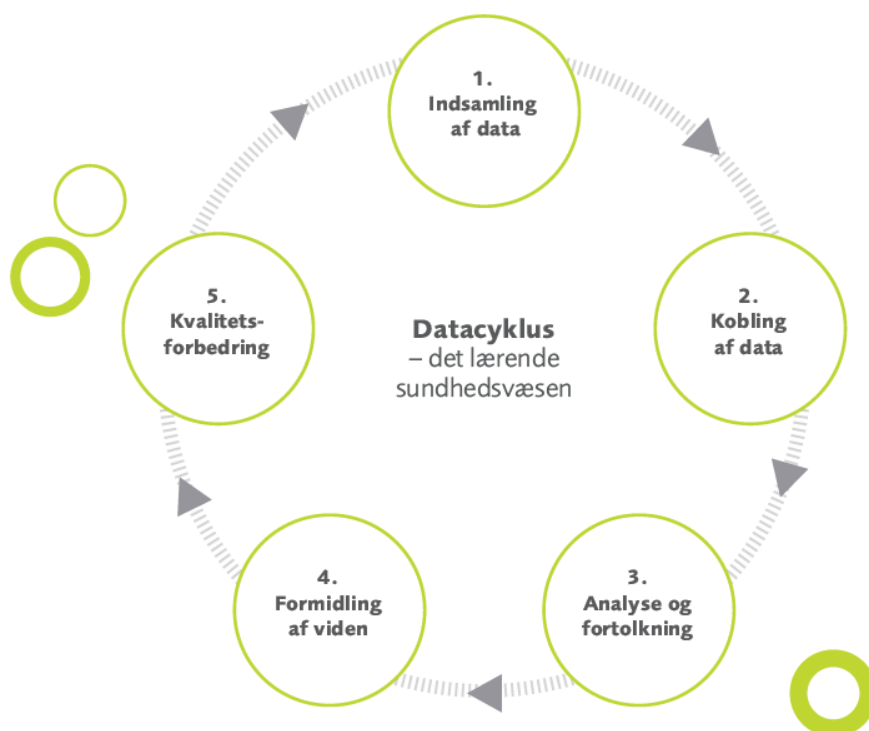 1.
Indsamling
af data
2.
Kobling
af data
3.
Analyse og
fortolkning
4.
Formidling
af viden
5.
Kvalitets-
forbedring
Datacyklus
– det lærende
sundhedsvæsen